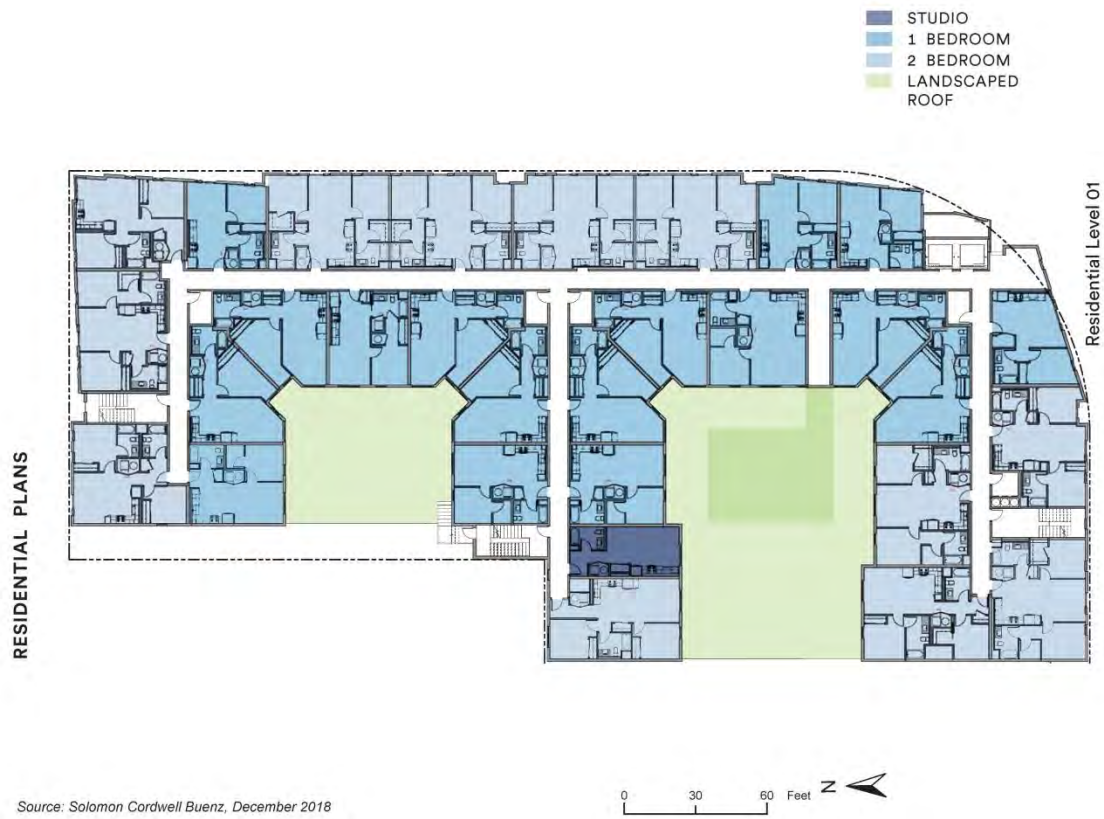 STUDIO
1 BEDROOM
2 BEDROOM
LANDSCAPED
ROOF
Residential Level 01
RESIDENTIAL PLANS
Source: Solomon Cordwell Buenz, December 2018
0 30 60 Feet
N